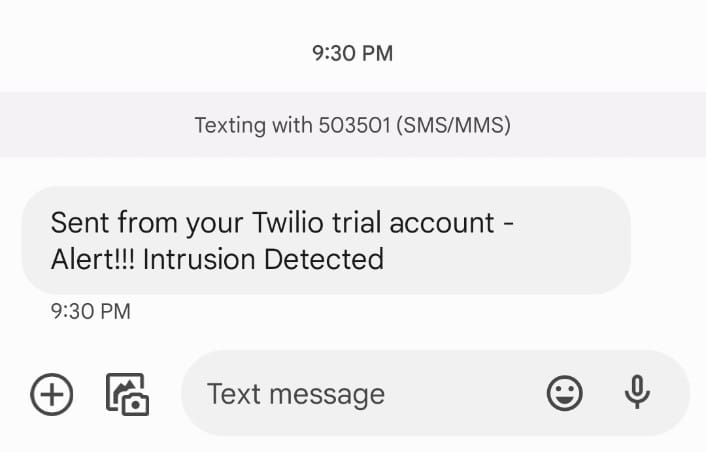 9:30 PM
Texting with 503501 (SMS/MMS)
Sent from your Twilio trial account -
Alert!!! Intrusion Detected
9:30 PM
Text message